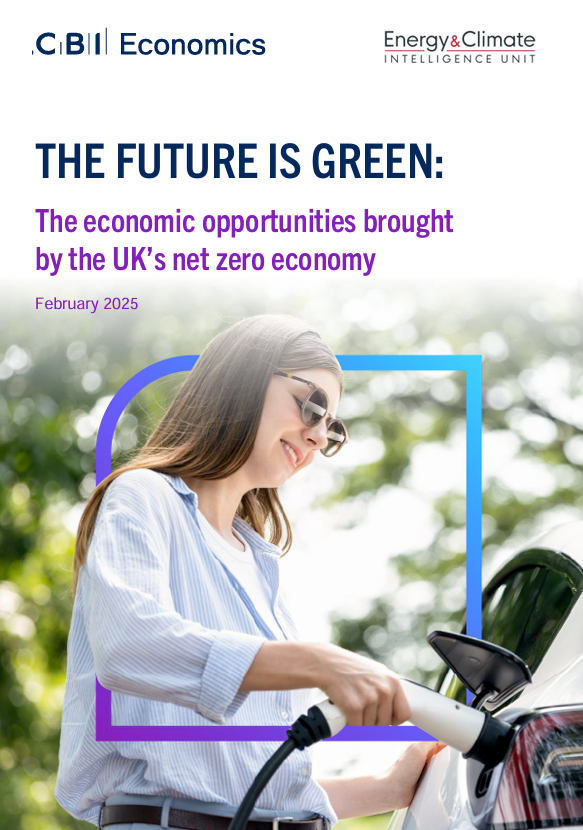 CBI Economics
Energy & Climate
INTELLIGENCE UNIT
THE FUTURE IS GREEN:
The economic opportunities brought
by the UK’s net zero economy
February 2025